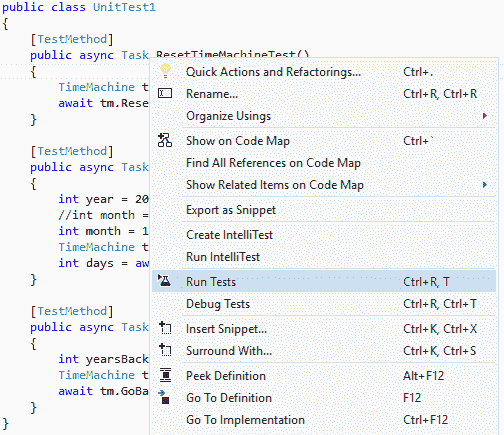 public class UnitTest1
{
[TestMethod]
public async Task ResetTimeMachineTest()
{
TimeMachine t
await tm.Rese
}
[TestMethod]
public async Task
{
int year = 20
//int month =
int month = 1
TimeMachine t
int days = aw
}
[TestMethod]
public async Task
{
int yearsBack
TimeMachine t
await tm.GoBa
}
}
Quick Actions and Refactorings... Ctrl+.
Rename... Ctrl+R, Ctrl+R
Organize Usings
Show on Code Map Ctrl+`
Find All References on Code Map
Show Related Items on Code Map
Export as Snippet
Create IntelliTest
Run IntelliTest
Run Tests Ctrl+R, T
Debug Tests Ctrl+R, Ctrl+T
Insert Snippet... Ctrl+K, Ctrl+X
Surround With... Ctrl+K, Ctrl+S
Peek Definition Alt+F12
Go To Definition F12
Go To Implementation Ctrl+F12